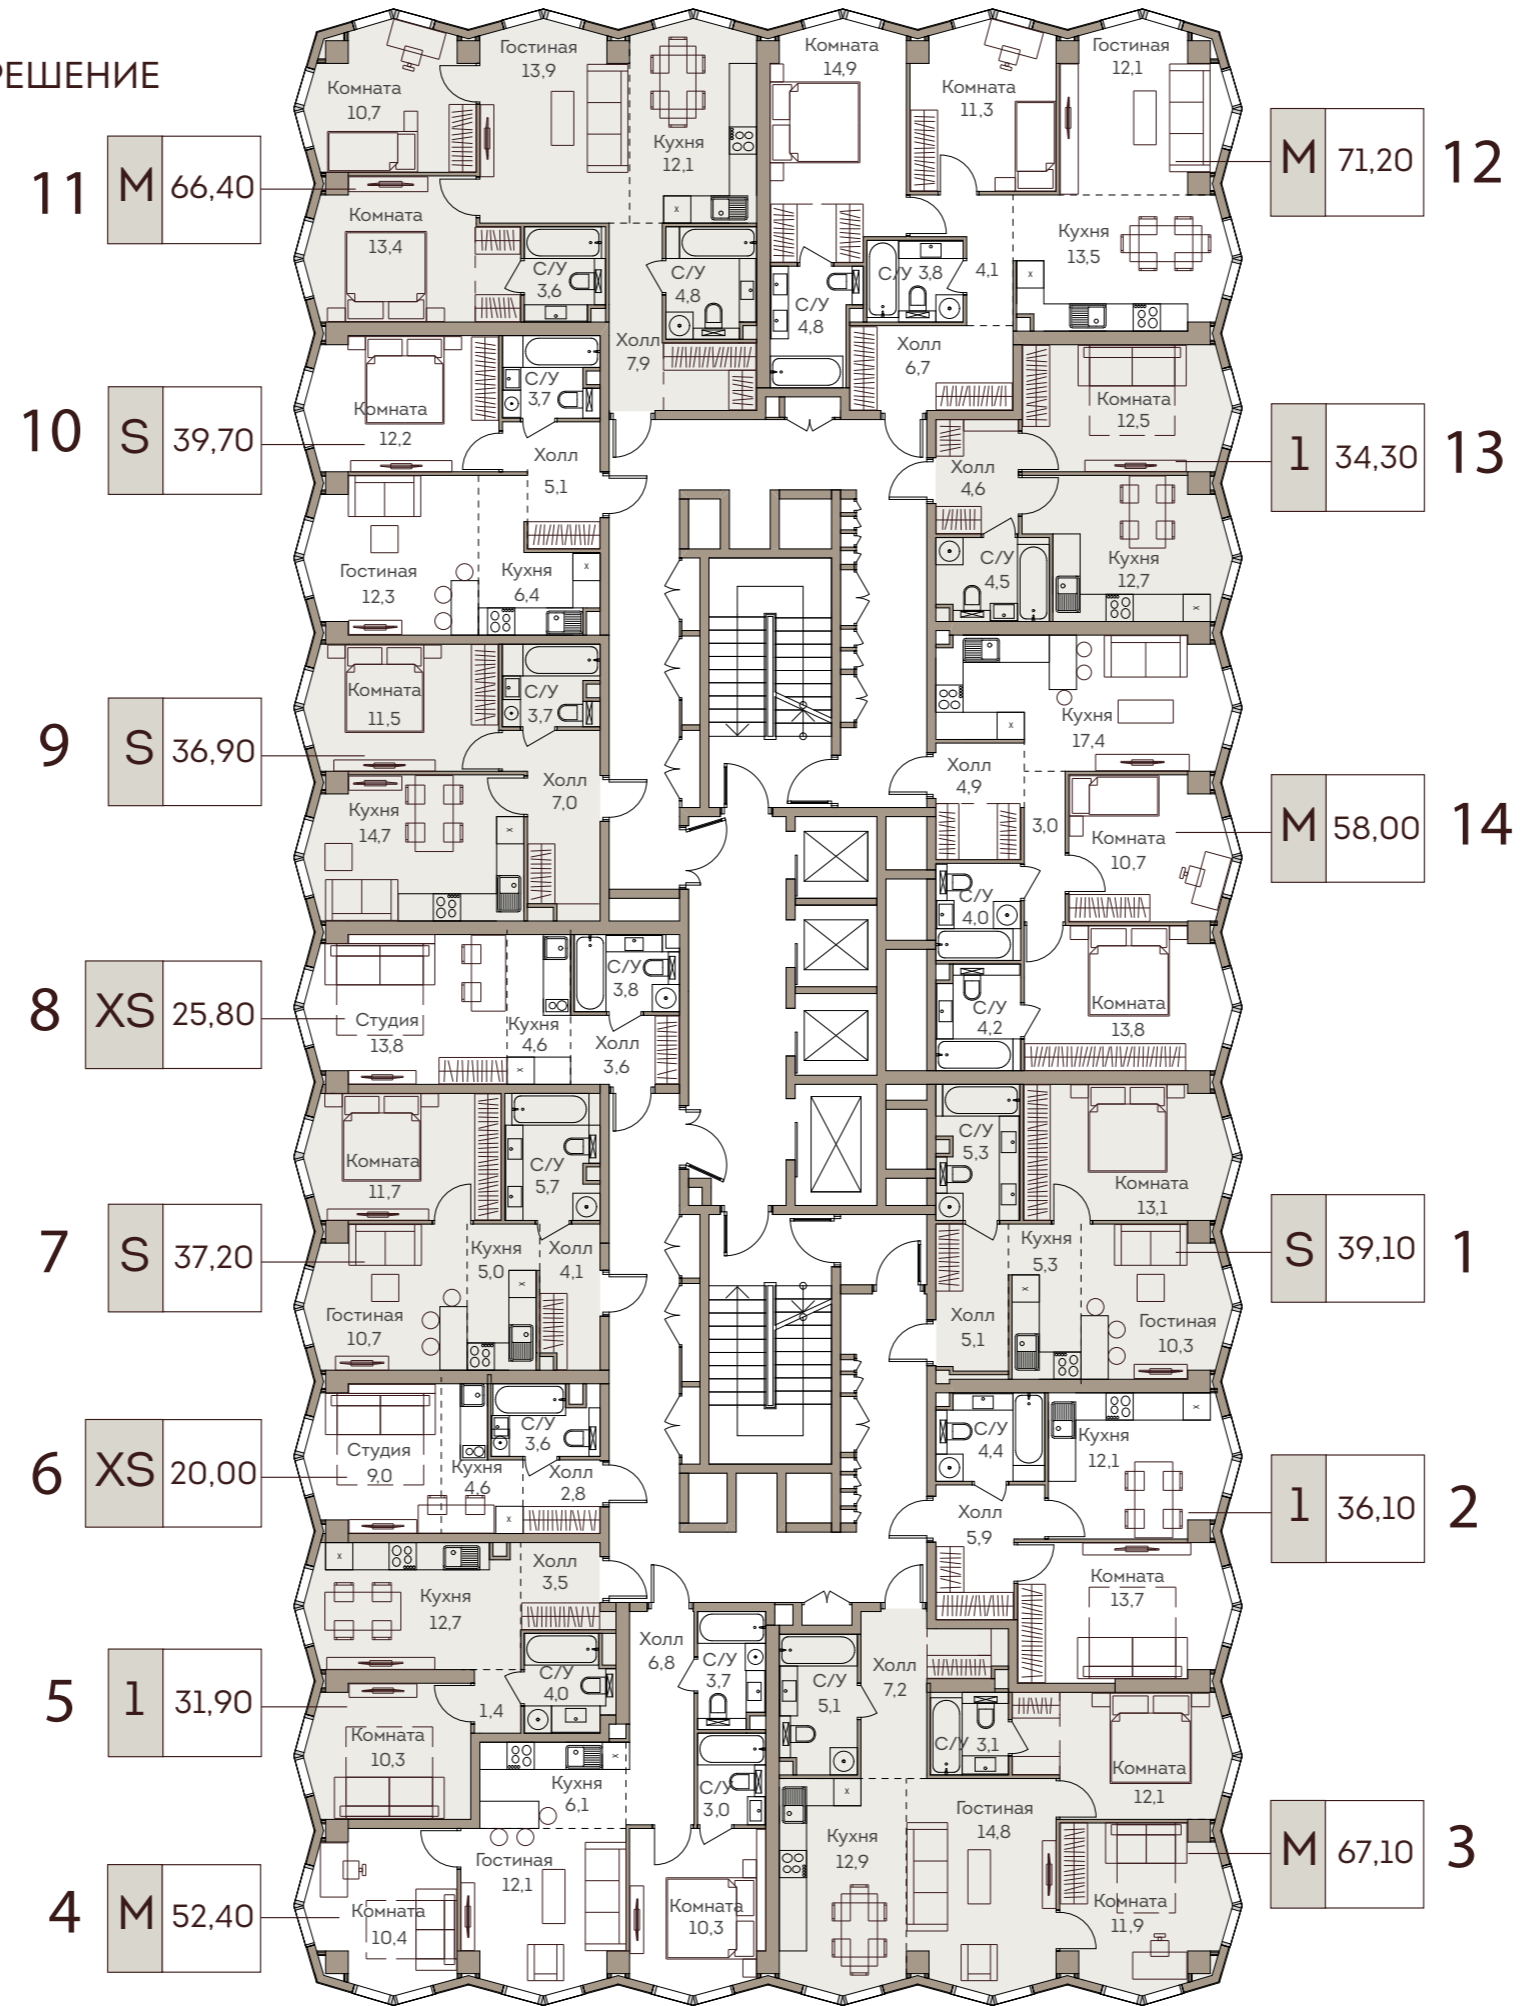 РЕШЕНИЕ
11 М 66,40
Комната
10,7
Гостиная
13,9
Кухня
12,1
Комната
13,4
С/У
3,6
С/У
4,8
Холл
7,9
12 М 71,20
Комната
14,9
Комната
11,3
Гостиная
12,1
Кухня
13,5
С/У 3,8
4,1
С/У
4,8
Холл
6,7
10 S 39,70
Комната
12,2
С/У
3,7
Холл
5,1
Гостиная
12,3
Кухня
6,4
13 1 34,30
Комната
12,5
Холл
4,6
С/У
4,5
Кухня
12,7
9 S 36,90
Комната
11,5
С/У
3,7
Холл
7,0
Кухня
14,7
14 М 58,00
Кухня
17,4
Холл
4,9
3,0
Комната
10,7
С/У
4,0
С/У
4,2
Комната
13,8
8 XS 25,80
Студия
13,8
Кухня
4,6
С/У
3,8
Холл
3,6
7 S 37,20
Комната
11,7
С/У
5,7
Кухня
5,0
Холл
4,1
Гостиная
10,7
1 S 39,10
С/У
5,3
Комната
13,1
Кухня
5,3
Холл
5,1
Гостиная
10,3
6 XS 20,00
Студия
9,0
Кухня
4,6
С/У
3,6
Холл
2,8
2 1 36,10
С/У
4,4
Кухня
12,1
Холл
5,9
Комната
13,7
5 1 31,90
Кухня
12,7
Холл
3,5
С/У
4,0
1,4
Комната
10,3
4 М 52,40
Холл
6,8
С/У
3,7
С/У
3,0
Кухня
6,1
Гостиная
12,1
Комната
10,4
Комната
10,3
3 М 67,10
Холл
7,2
С/У
5,1
С/У 3,1
Комната
12,1
Кухня
12,9
Гостиная
14,8
Комната
11,9